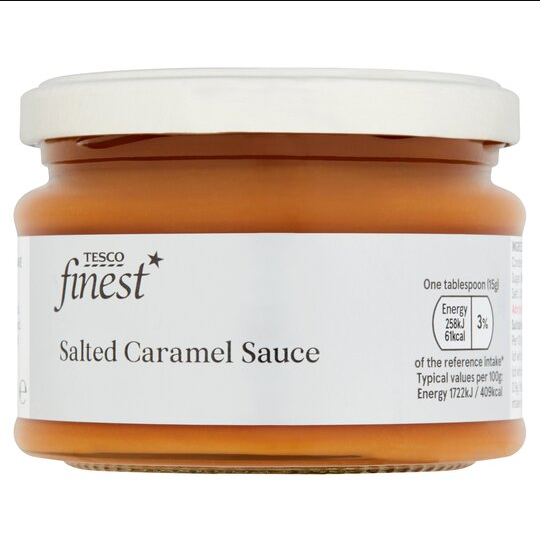 TESCO
finest*
Salted Caramel Sauce
One tablespoon (15g)
Energy
258kJ
61kcal
3%
of the reference intake*
Typical values per 100g:
Energy 1722kJ / 409kcal
e